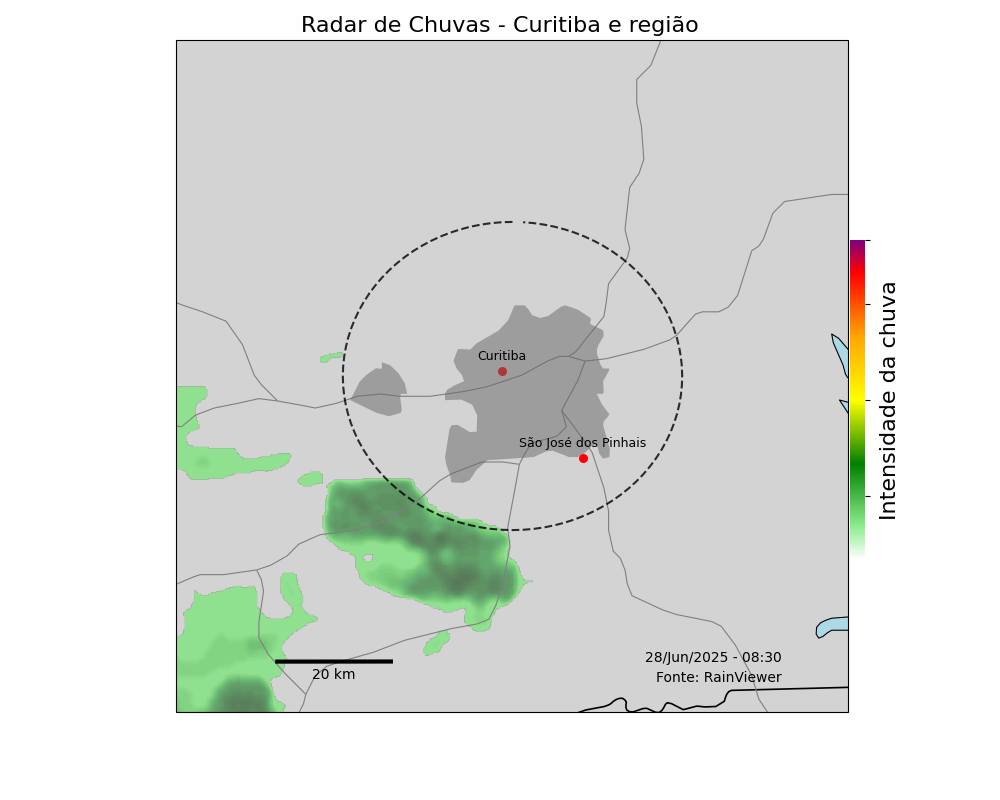 Radar de Chuvas - Curitiba e região
Curitiba
São José dos Pinhais
Intensidade da chuva
20 km
28/Jun/2025 - 08:30
Fonte: RainViewer